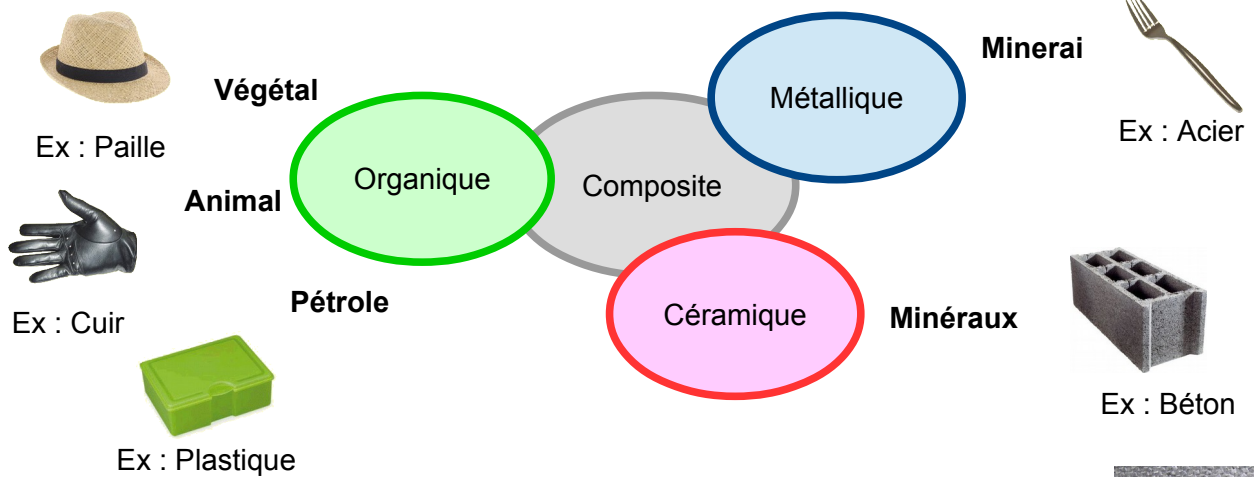 Minerai
Végétal
Métallique
Ex : Acier
Ex : Paille
Organique
Composite
Animal
Pétrole
Ex : Cuir
Céramique
Minéraux
Ex : Béton
Ex : Plastique